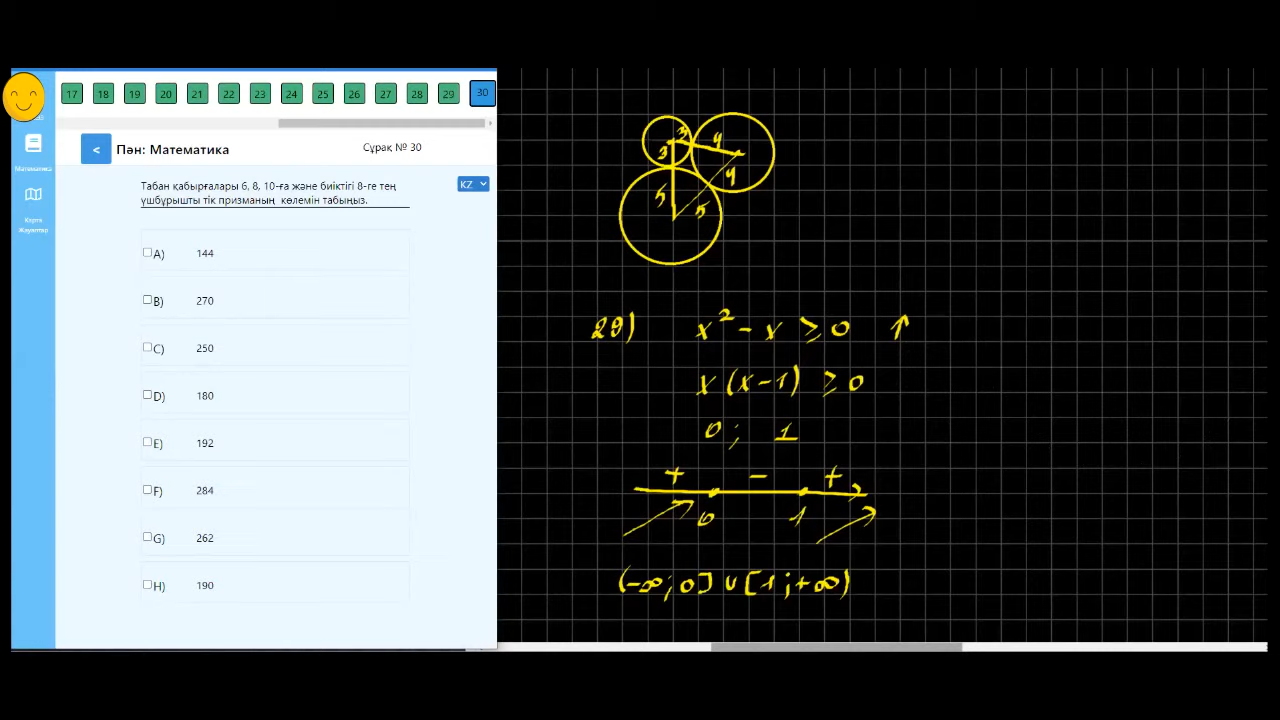 17 18 19 20 21 22 23 24 25 26 27 28 29 30
< Пән: Математика Сұрақ № 30
Математика
Карта
Жауаптар
KZ
Табан қабырғалары 6, 8, 10-ға және биіктігі 8-ге тең
үшбұрышты тік призманың көлемін табыңыз.
A) 144
B) 270
C) 250
D) 180
E) 192
F) 284
G) 262
H) 190
3 4
3 4
5 5
29) x² - x ≥ 0 ↑
x (x - 1) ≥ 0
0 ; 1
+ - +
0 1
(-∞; 0] ∪ [1; +∞)